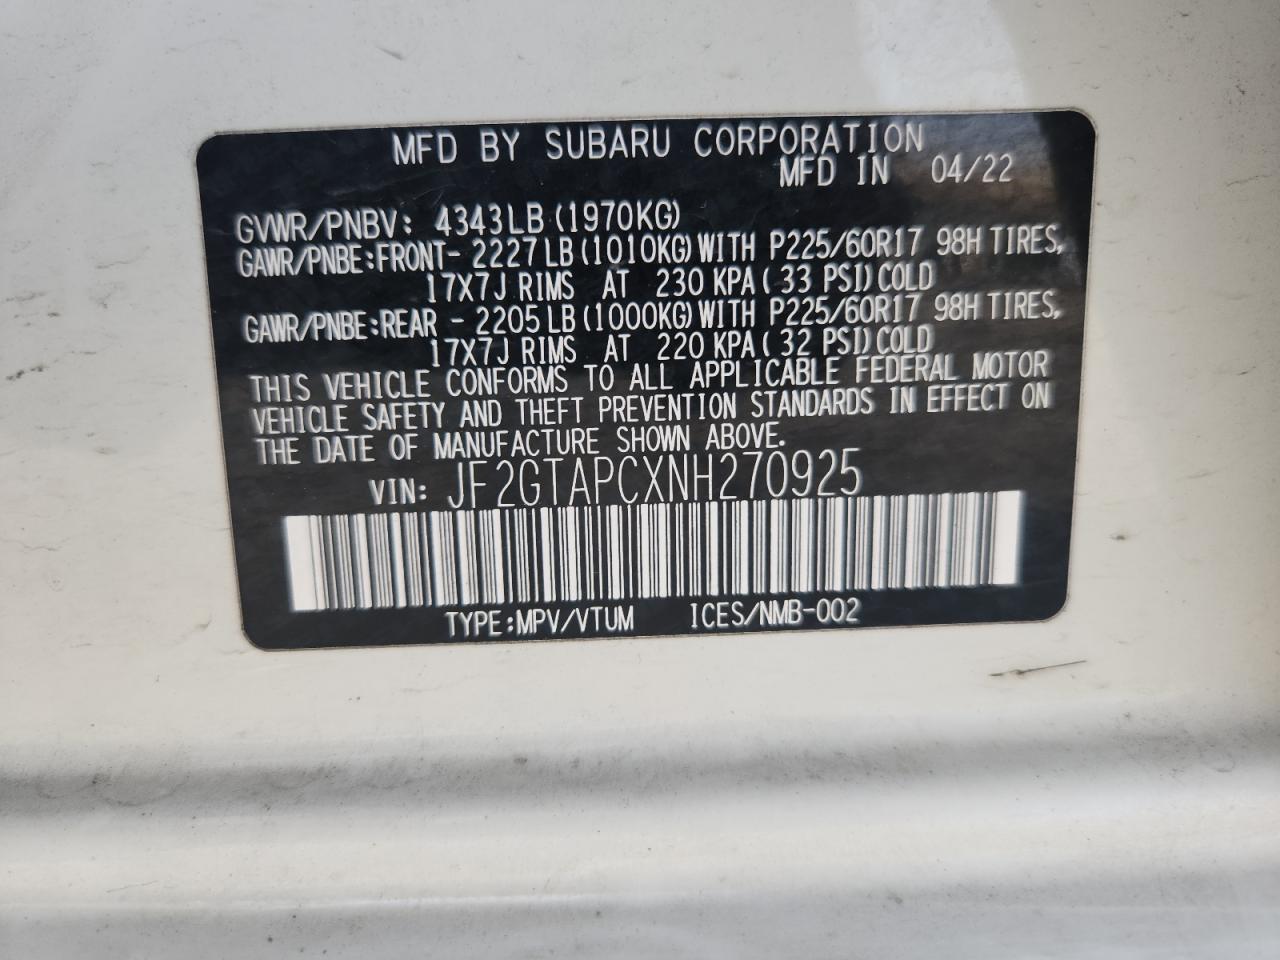 MFD BY SUBARU CORPORATION
MFD IN 04/22
GVWR/PNBV: 4343LB(1970KG)
GAWR/PNBE:FRONT- 2227LB(1010KG)WITH P225/60R17 98H TIRES,
17X7J RIMS AT 230 KPA( 33 PSI)COLD
GAWR/PNBE:REAR - 2205LB(1000KG)WITH P225/60R17 98H TIRES,
17X7J RIMS AT 220 KPA( 32 PSI)COLD
THIS VEHICLE CONFORMS TO ALL APPLICABLE FEDERAL MOTOR
VEHICLE SAFETY AND THEFT PREVENTION STANDARDS IN EFFECT ON
THE DATE OF MANUFACTURE SHOWN ABOVE.
VIN: JF2GTAPCXNH270925
TYPE:MPV/VTUM ICES/NMB-002